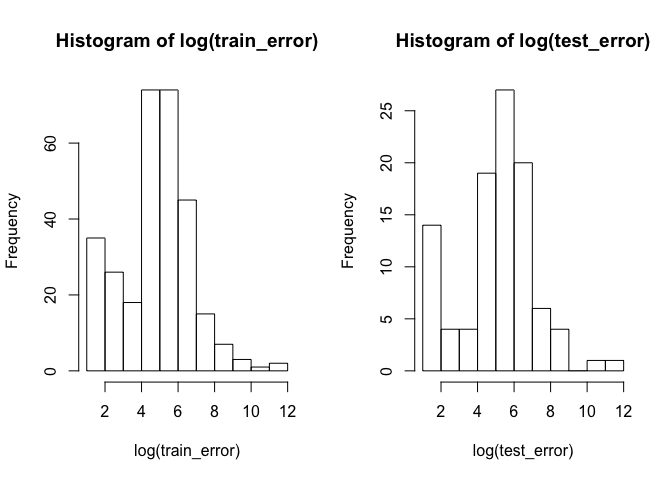 Histogram of log(train_error)
Frequency
0
20
40
60
2 4 6 8 10 12
log(train_error)
Histogram of log(test_error)
Frequency
0
5
10
15
20
25
2 4 6 8 10 12
log(test_error)